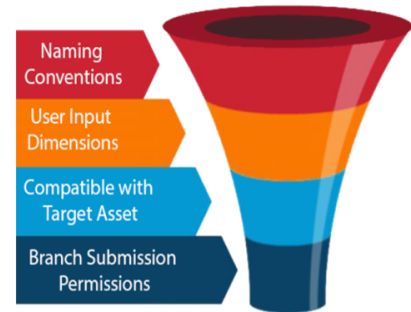 Naming
Conventions
User Input
Dimensions
Compatible with
Target Asset
Branch Submission
Permissions